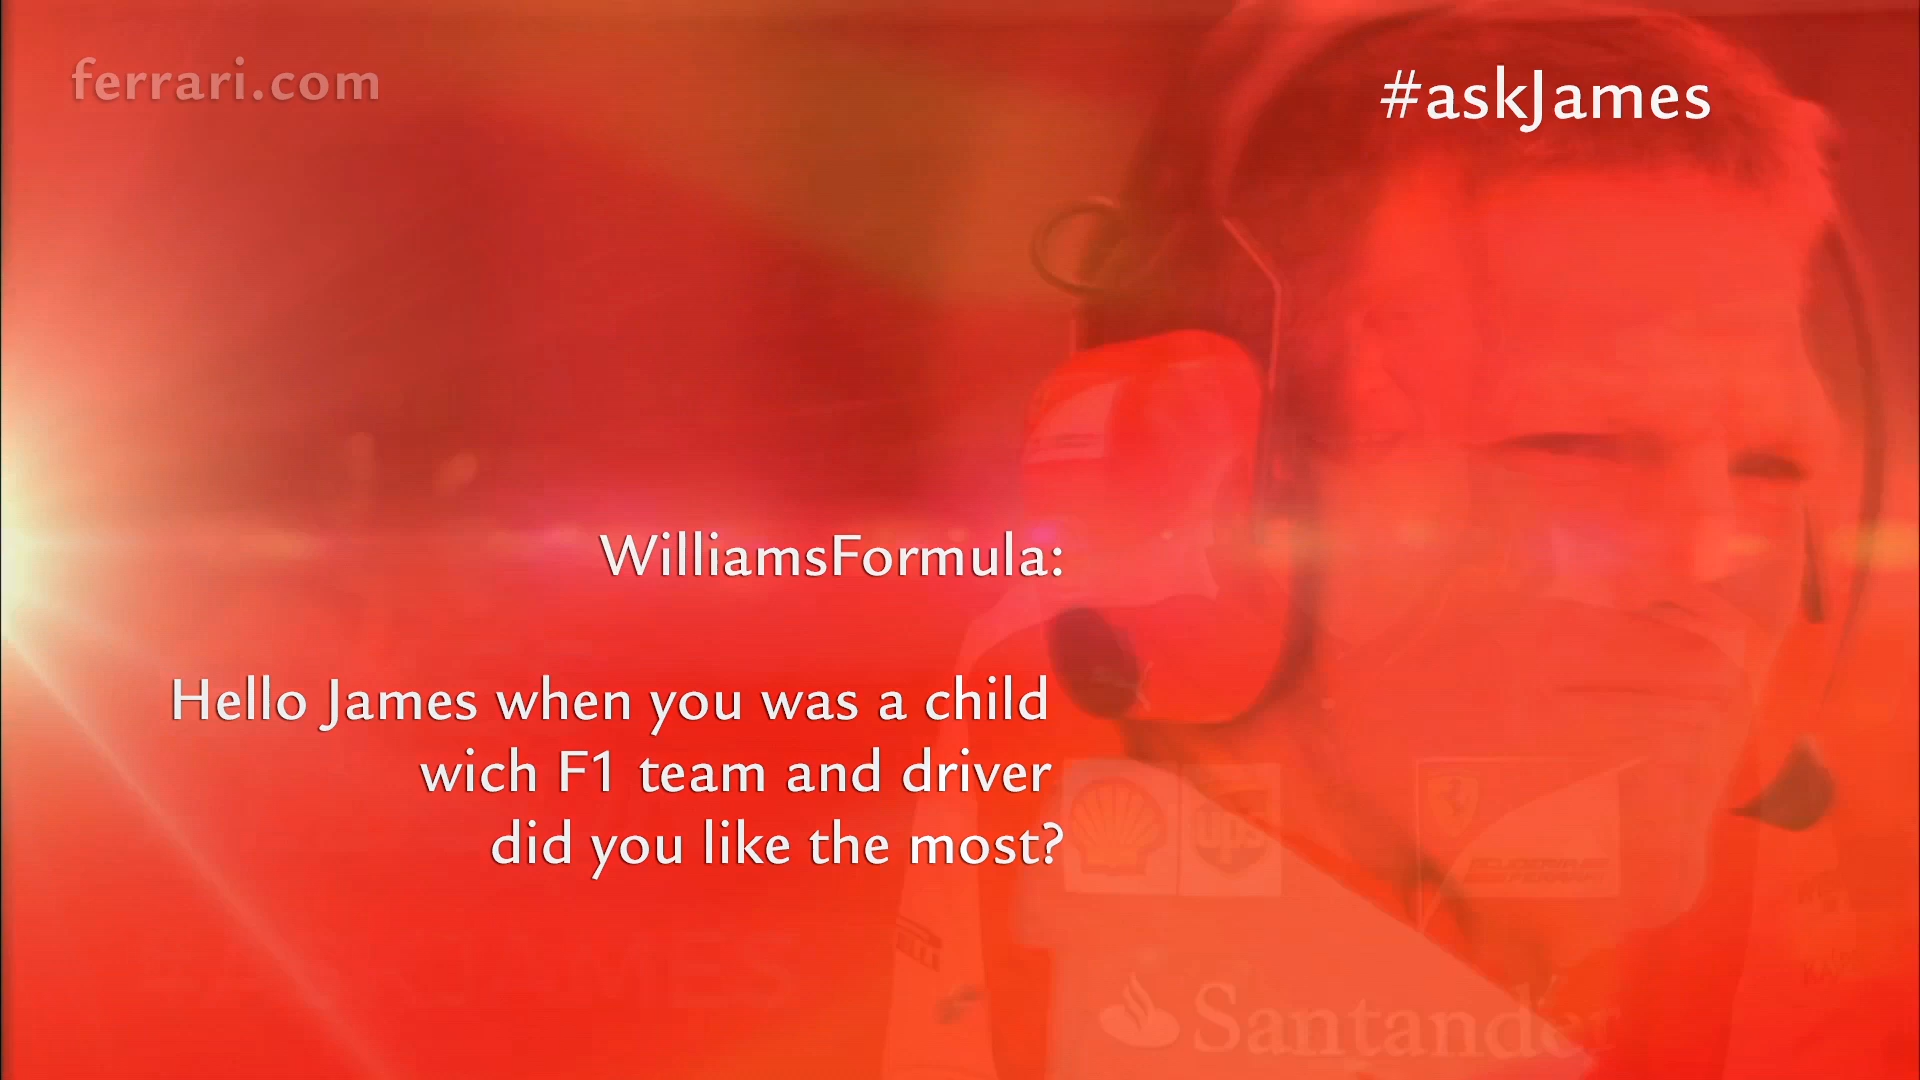 ferrari.com
#askJames
WilliamsFormula:
Hello James when you was a child
wich F1 team and driver
did you like the most?
ups
Santander